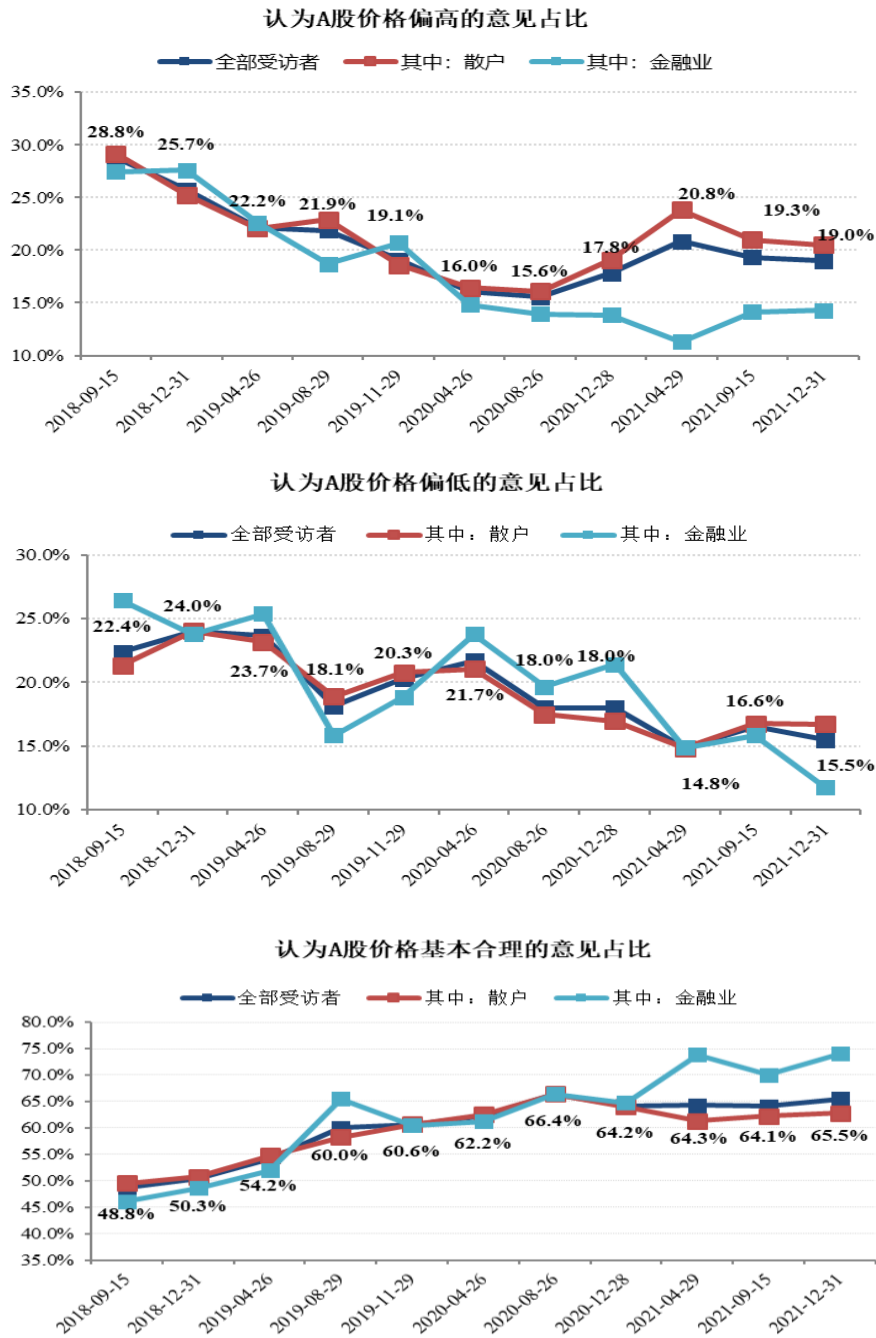 认为A股价格偏高的意见占比
全部受访者 其中：散户 其中：金融业
35.0%
30.0%
25.0%
20.0%
15.0%
10.0%
28.8% 25.7% 22.2% 21.9% 19.1% 16.0% 15.6% 17.8% 20.8% 19.3% 19.0%
2018-09-15 2018-12-31 2019-04-26 2019-08-29 2019-11-29 2020-04-26 2020-08-26 2020-12-28 2021-04-29 2021-09-15 2021-12-31
认为A股价格偏低的意见占比
全部受访者 其中：散户 其中：金融业
30.0%
25.0%
20.0%
15.0%
10.0%
22.4% 24.0% 23.7% 18.1% 20.3% 21.7% 18.0% 18.0% 14.8% 16.6% 15.5%
2018-09-15 2018-12-31 2019-04-26 2019-08-29 2019-11-29 2020-04-26 2020-08-26 2020-12-28 2021-04-29 2021-09-15 2021-12-31
认为A股价格基本合理的意见占比
全部受访者 其中：散户 其中：金融业
80.0%
75.0%
70.0%
65.0%
60.0%
55.0%
50.0%
45.0%
40.0%
35.0%
48.8% 50.3% 54.2% 60.0% 60.6% 62.2% 66.4% 64.2% 64.3% 64.1% 65.5%
2018-09-15 2018-12-31 2019-04-26 2019-08-29 2019-11-29 2020-04-26 2020-08-26 2020-12-28 2021-04-29 2021-09-15 2021-12-31